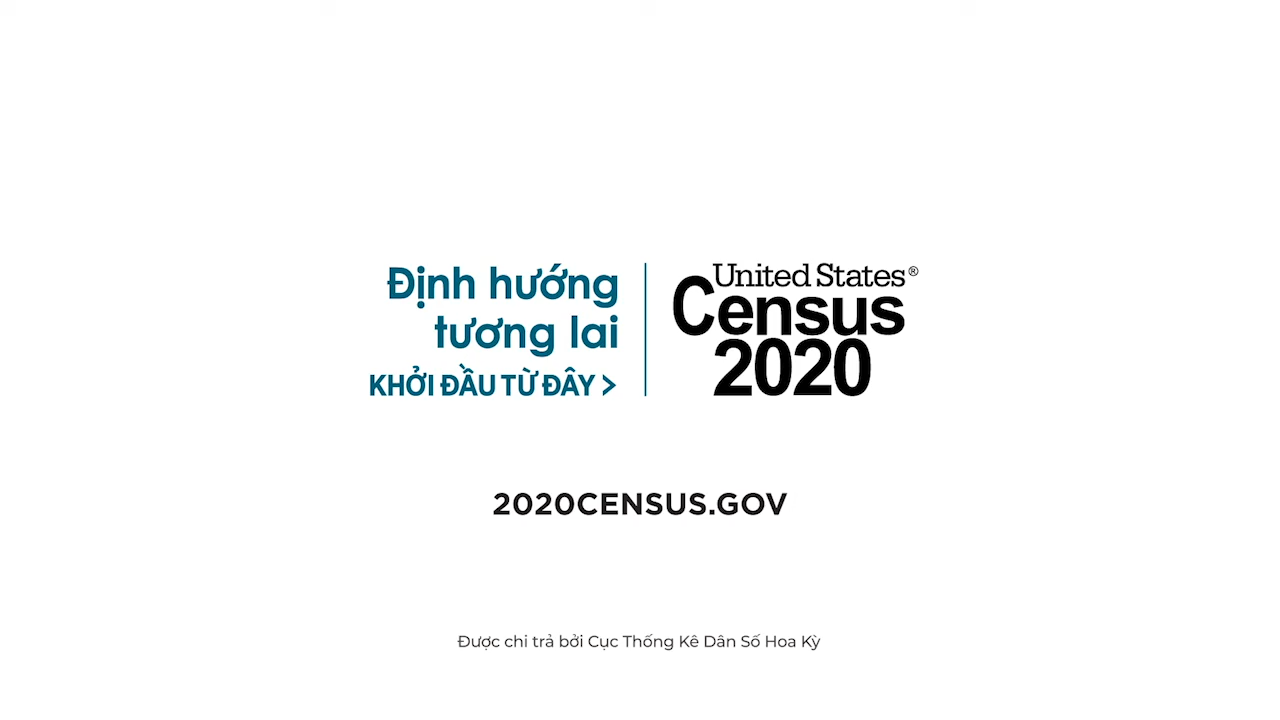 Định hướng
tương lai
KHỞI ĐẦU TỪ ĐÂY >
United States®
Census
2020
2020CENSUS.GOV
Được chi trả bởi Cục Thống Kê Dân Số Hoa Kỳ